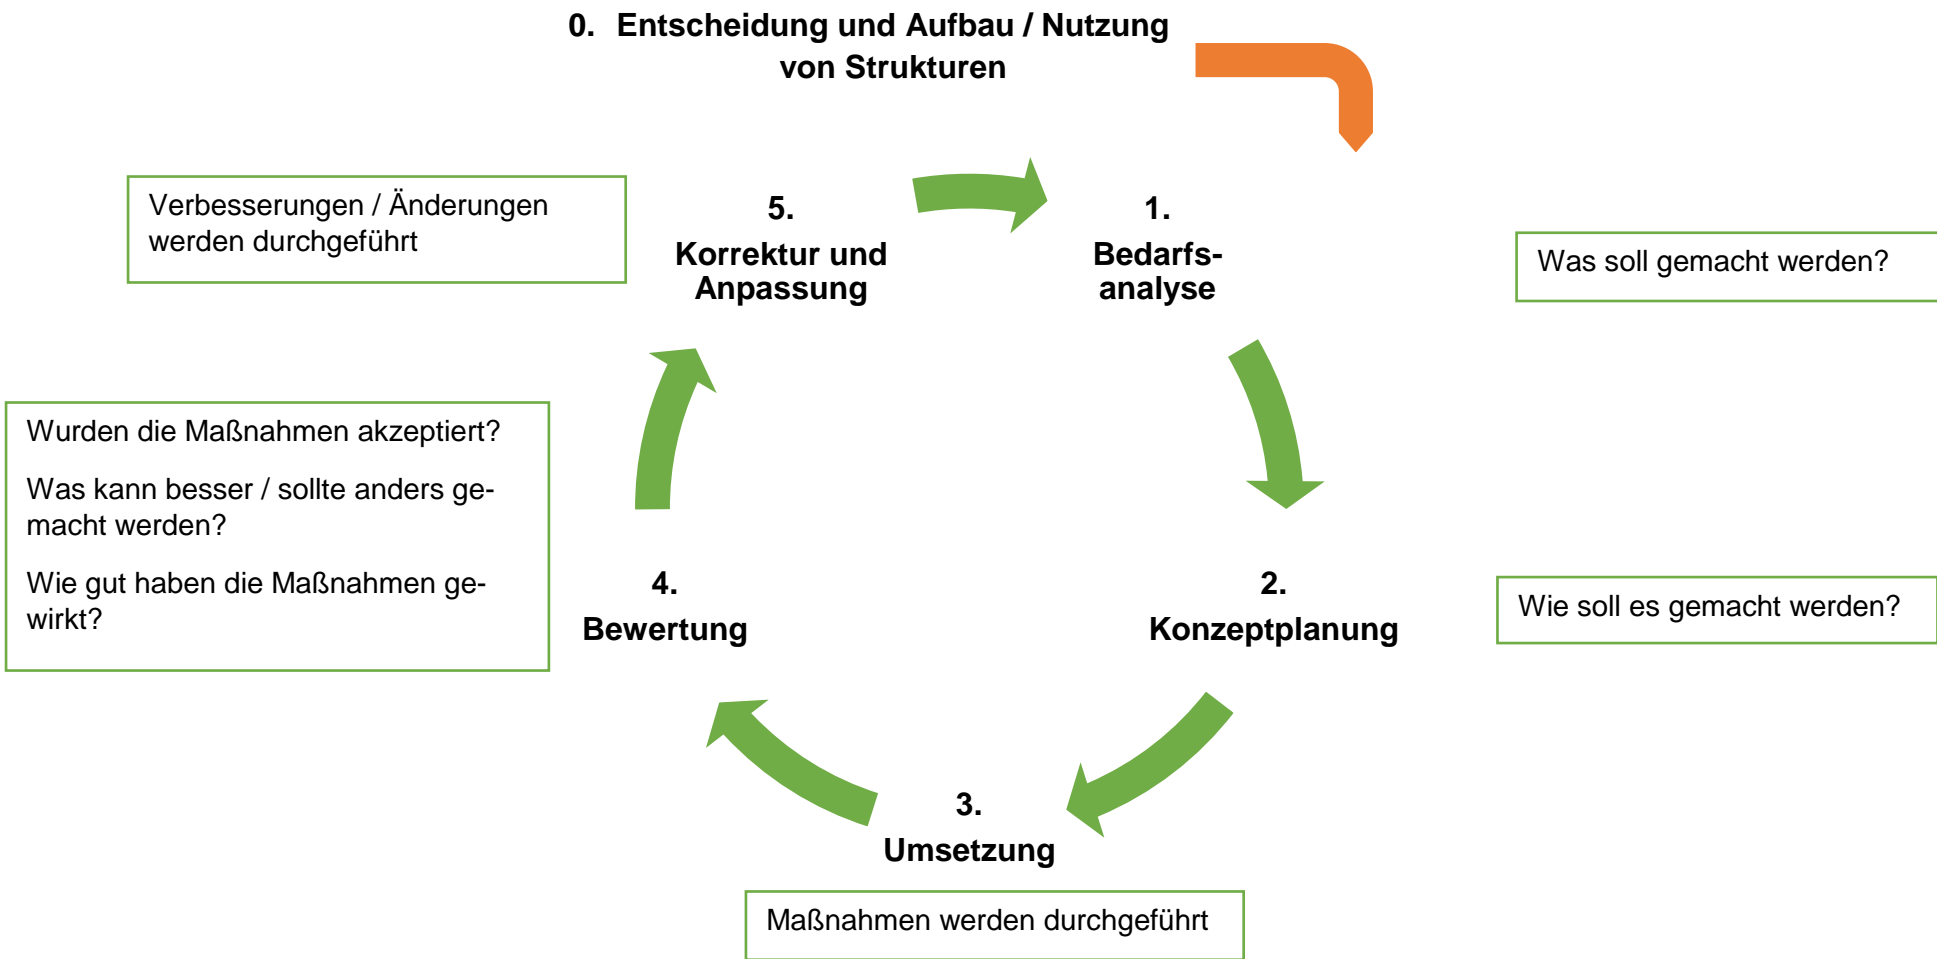 0. Entscheidung und Aufbau / Nutzung
von Strukturen
Verbesserungen / Änderungen
werden durchgeführt
5.
Korrektur und
Anpassung
1.
Bedarfs-
analyse
Was soll gemacht werden?
Wurden die Maßnahmen akzeptiert?
Was kann besser / sollte anders ge-
macht werden?
Wie gut haben die Maßnahmen ge-
wirkt?
4.
Bewertung
2.
Konzeptplanung
Wie soll es gemacht werden?
3.
Umsetzung
Maßnahmen werden durchgeführt